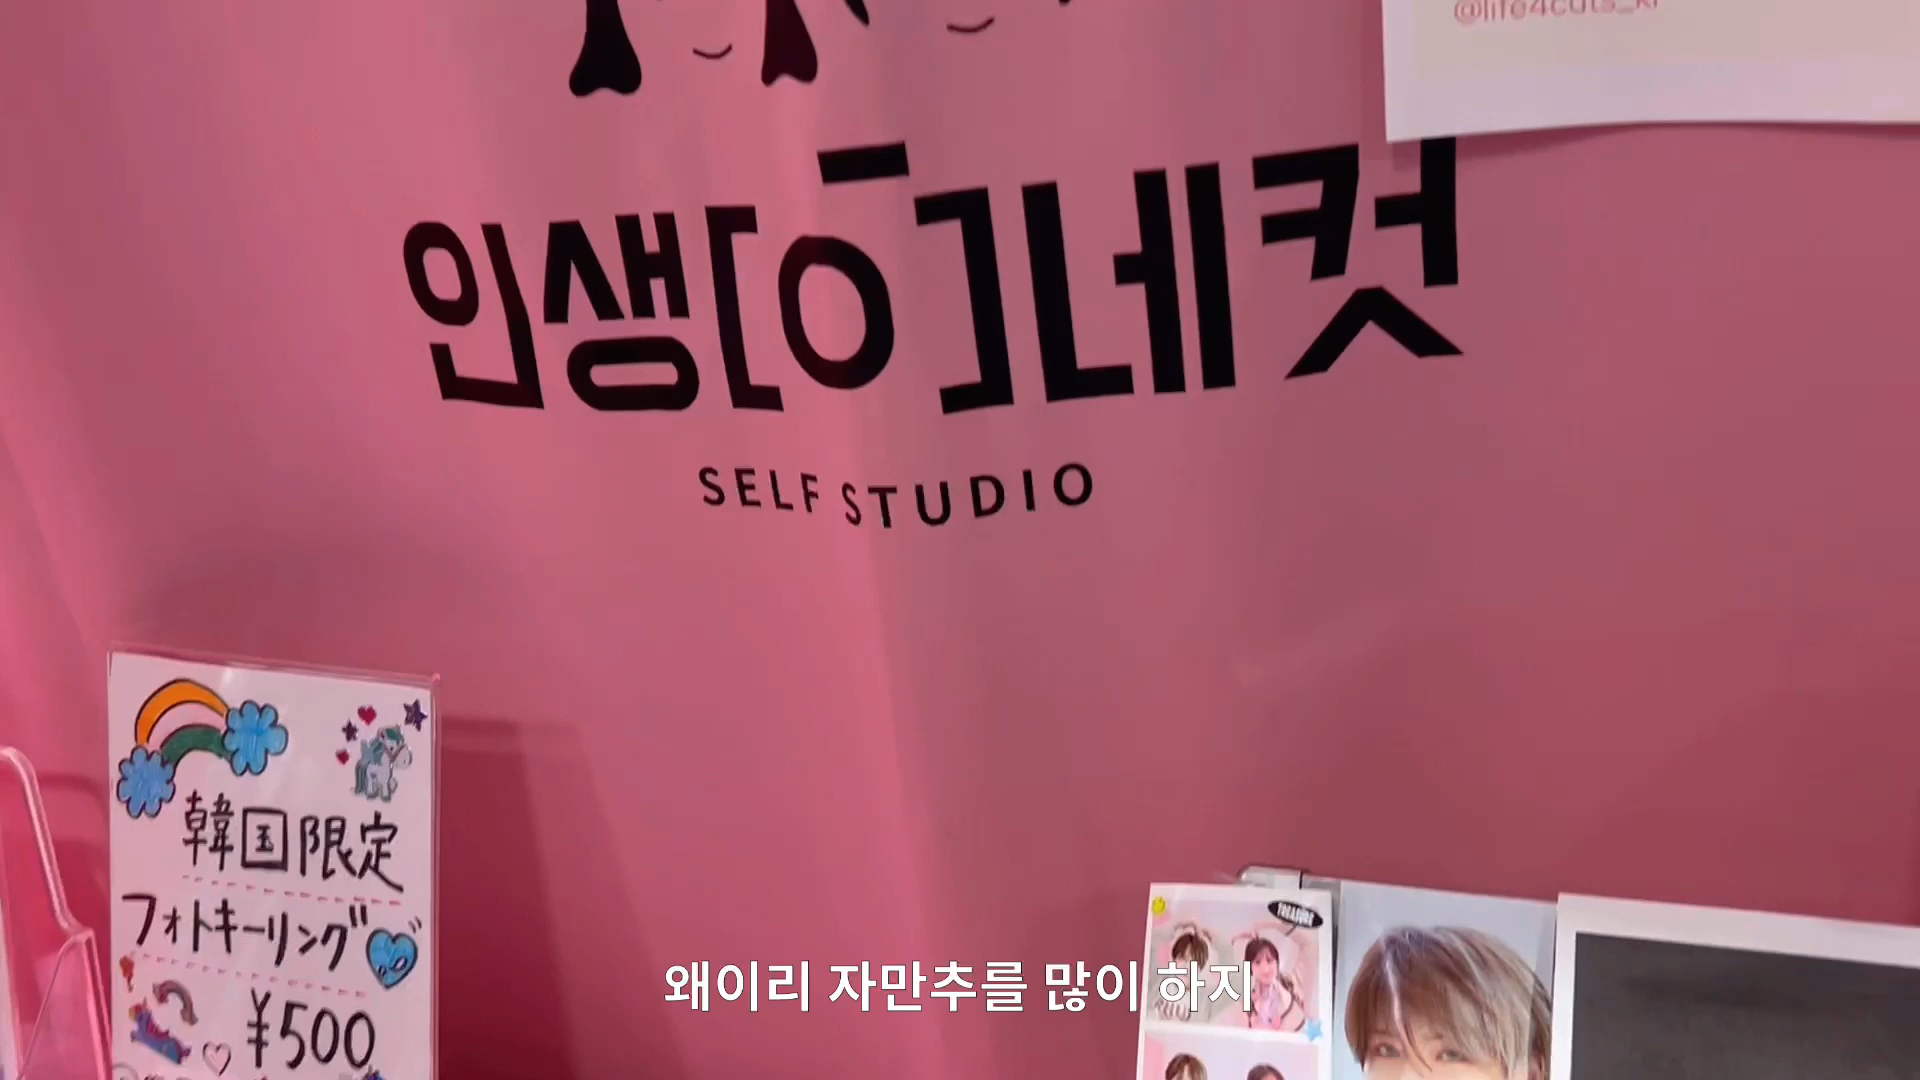 @life4cuts_kr
인생[이]네컷
SELF STUDIO
韓国限定
フォトキーリング
¥500
TREASURE
왜이리 자만추를 많이 하지